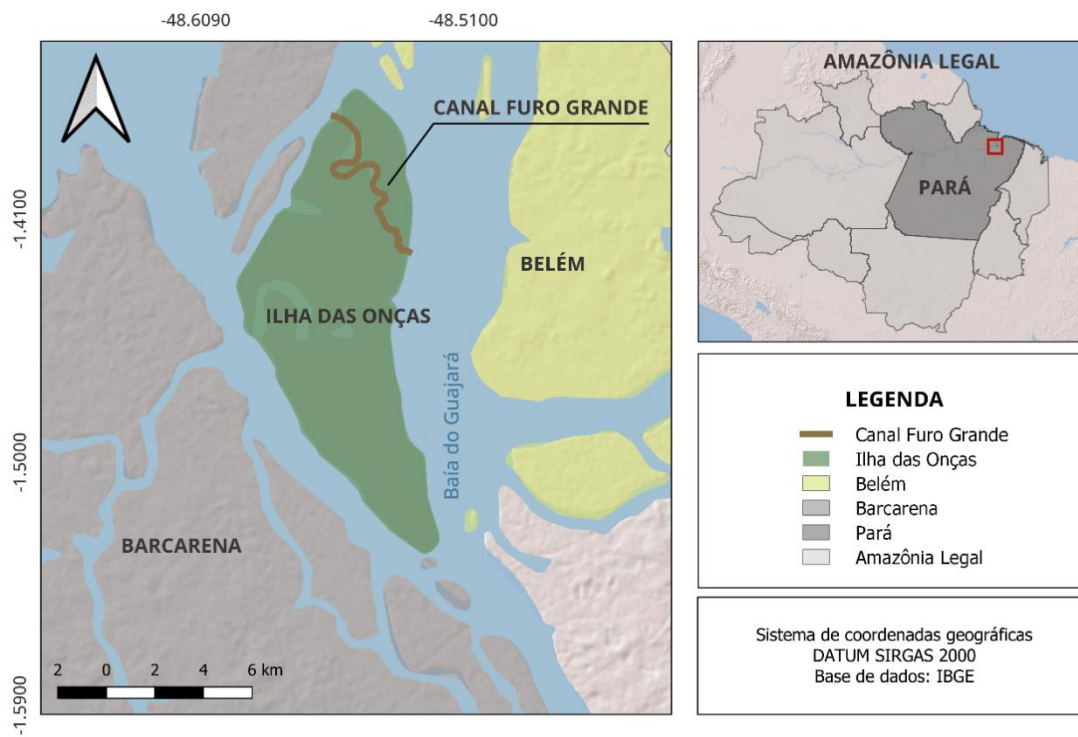 -48.6090
-48.5100
-1.4100
-1.5000
-1.5900
CANAL FURO GRANDE
BELÉM
ILHA DAS ONÇAS
Baía do Guajará
BARCARENA
2 0 2 4 6 km
AMAZÔNIA LEGAL
PARÁ
LEGENDA
Canal Furo Grande
Ilha das Onças
Belém
Barcarena
Pará
Amazônia Legal
Sistema de coordenadas geográficas
DATUM SIRGAS 2000
Base de dados: IBGE